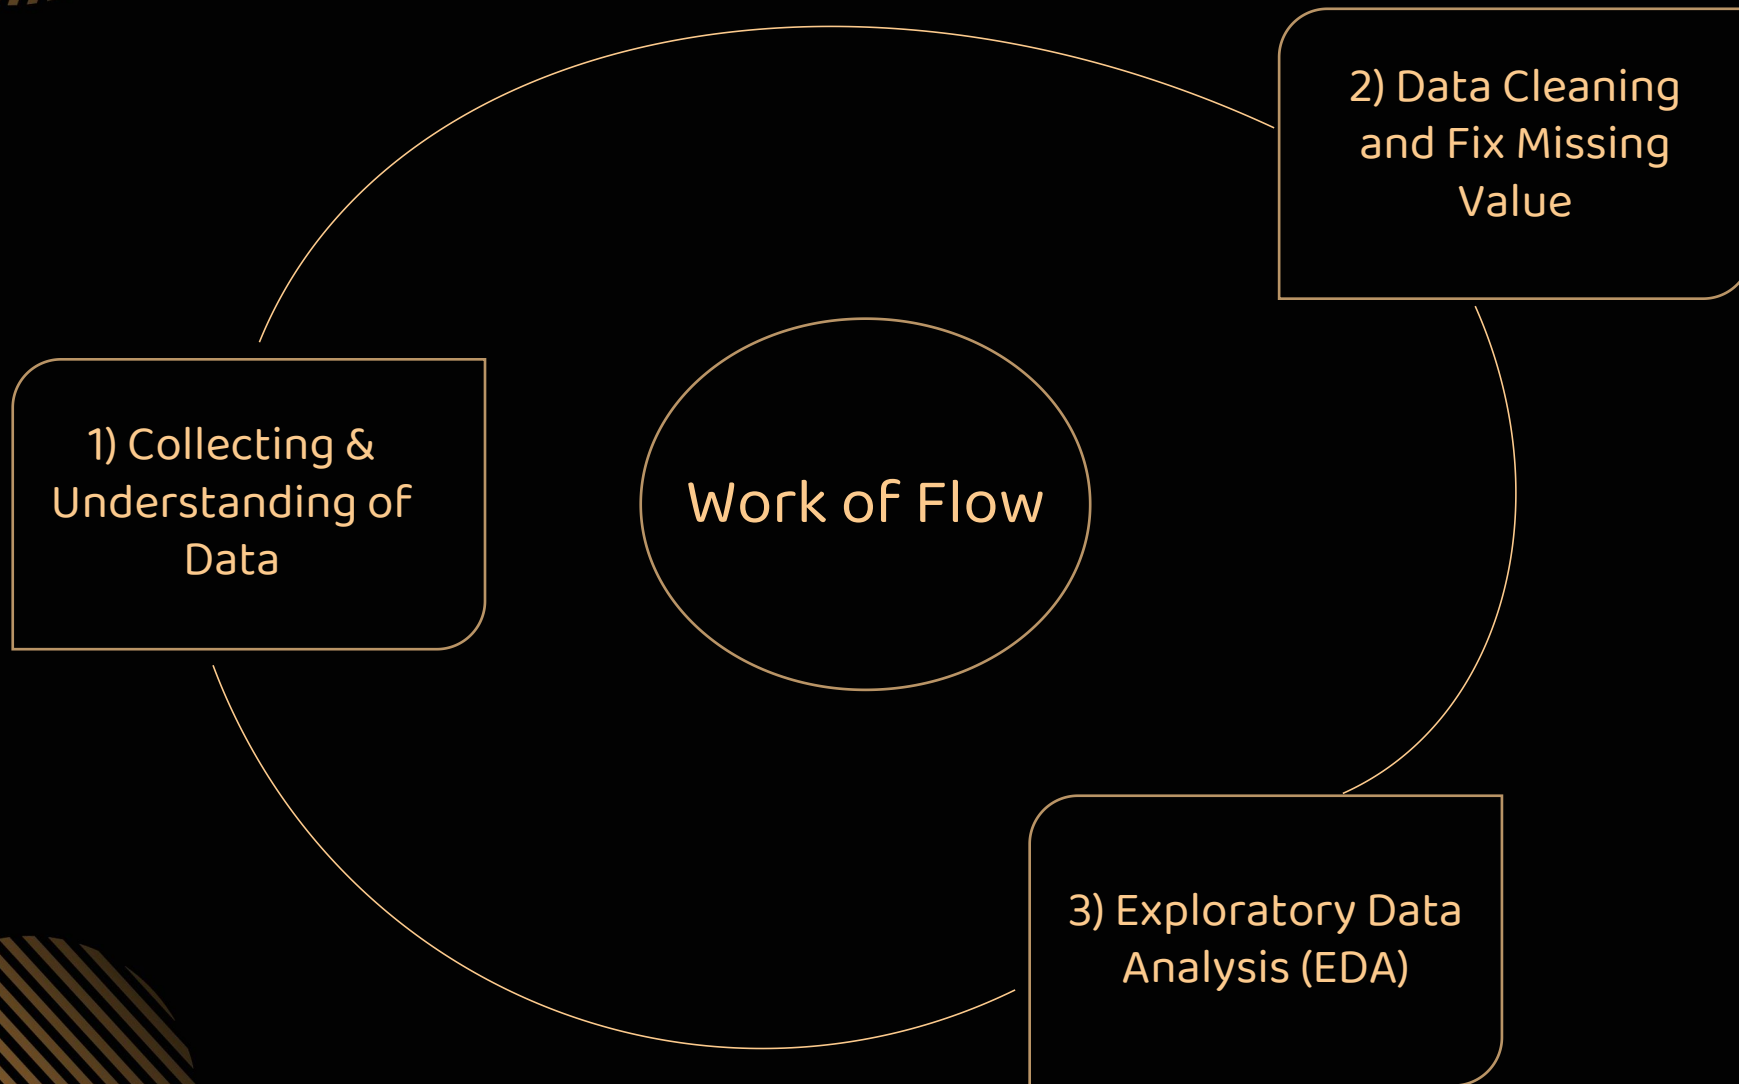 1) Collecting &
Understanding of
Data
Work of Flow
2) Data Cleaning
and Fix Missing
Value
3) Exploratory Data
Analysis (EDA)